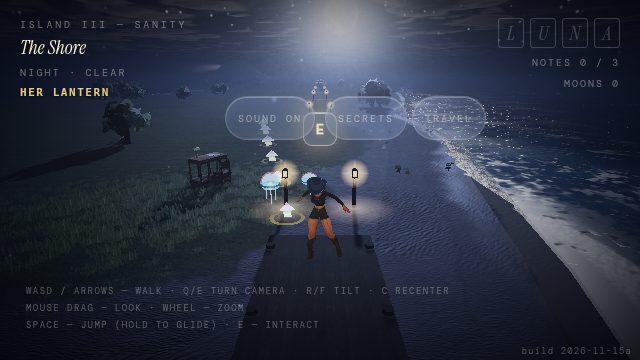 ISLAND III — SANITY
The Shore
NIGHT · CLEAR
HER LANTERN
LUNA
NOTES 0 / 3
MOONS 0
SOUND ON
SECRETS
TRAVEL
E
WASD / ARROWS — WALK · Q/E TURN CAMERA · R/F TILT · C RECENTER
MOUSE DRAG — LOOK · WHEEL — ZOOM
SPACE — JUMP (HOLD TO GLIDE) · E — INTERACT
build 2026-11-15a